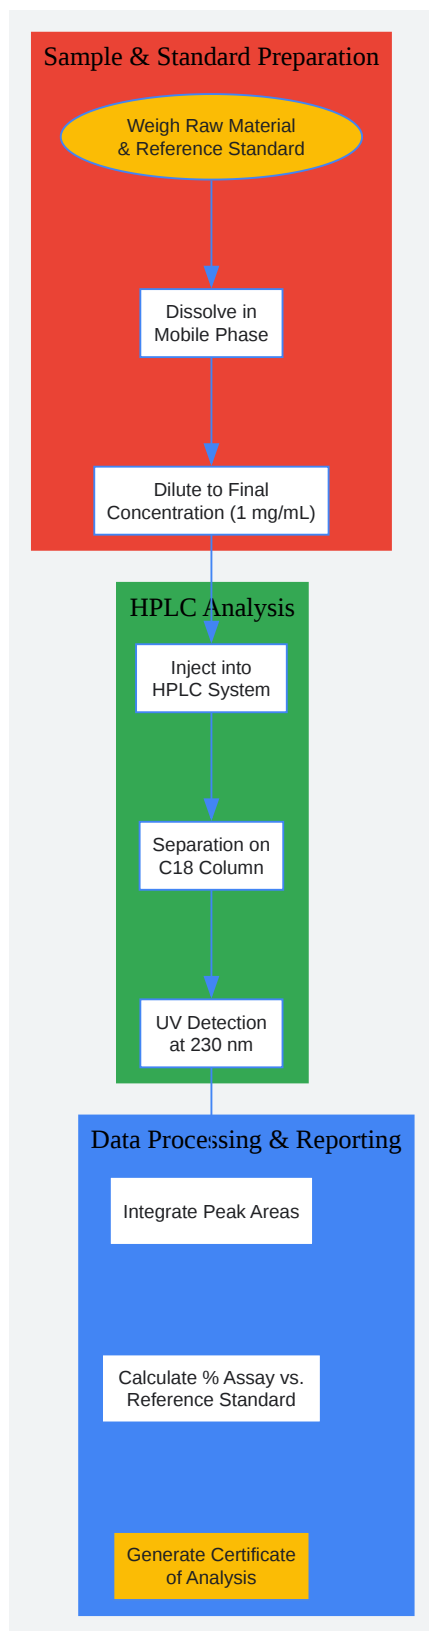 Sample & Standard Preparation
Weigh Raw Material
& Reference Standard
Dissolve in
Mobile Phase
Dilute to Final
Concentration (1 mg/mL)
HPLC Analysis
Inject into
HPLC System
Separation on
C18 Column
UV Detection
at 230 nm
Data Processing & Reporting
Integrate Peak Areas
Calculate % Assay vs.
Reference Standard
Generate Certificate
of Analysis